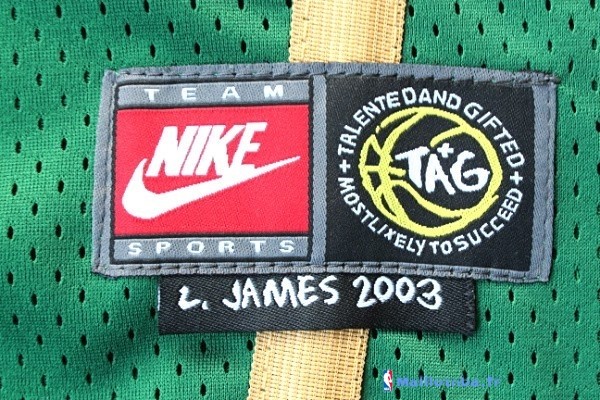 TEAM
NIKE
SPORTS
TALENTED AND GIFTED
TAG
+ MOST LIKELY TO SUCCEED +
L. JAMES 2003